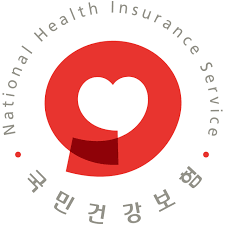 National Health Insurance Service
국민건강보험